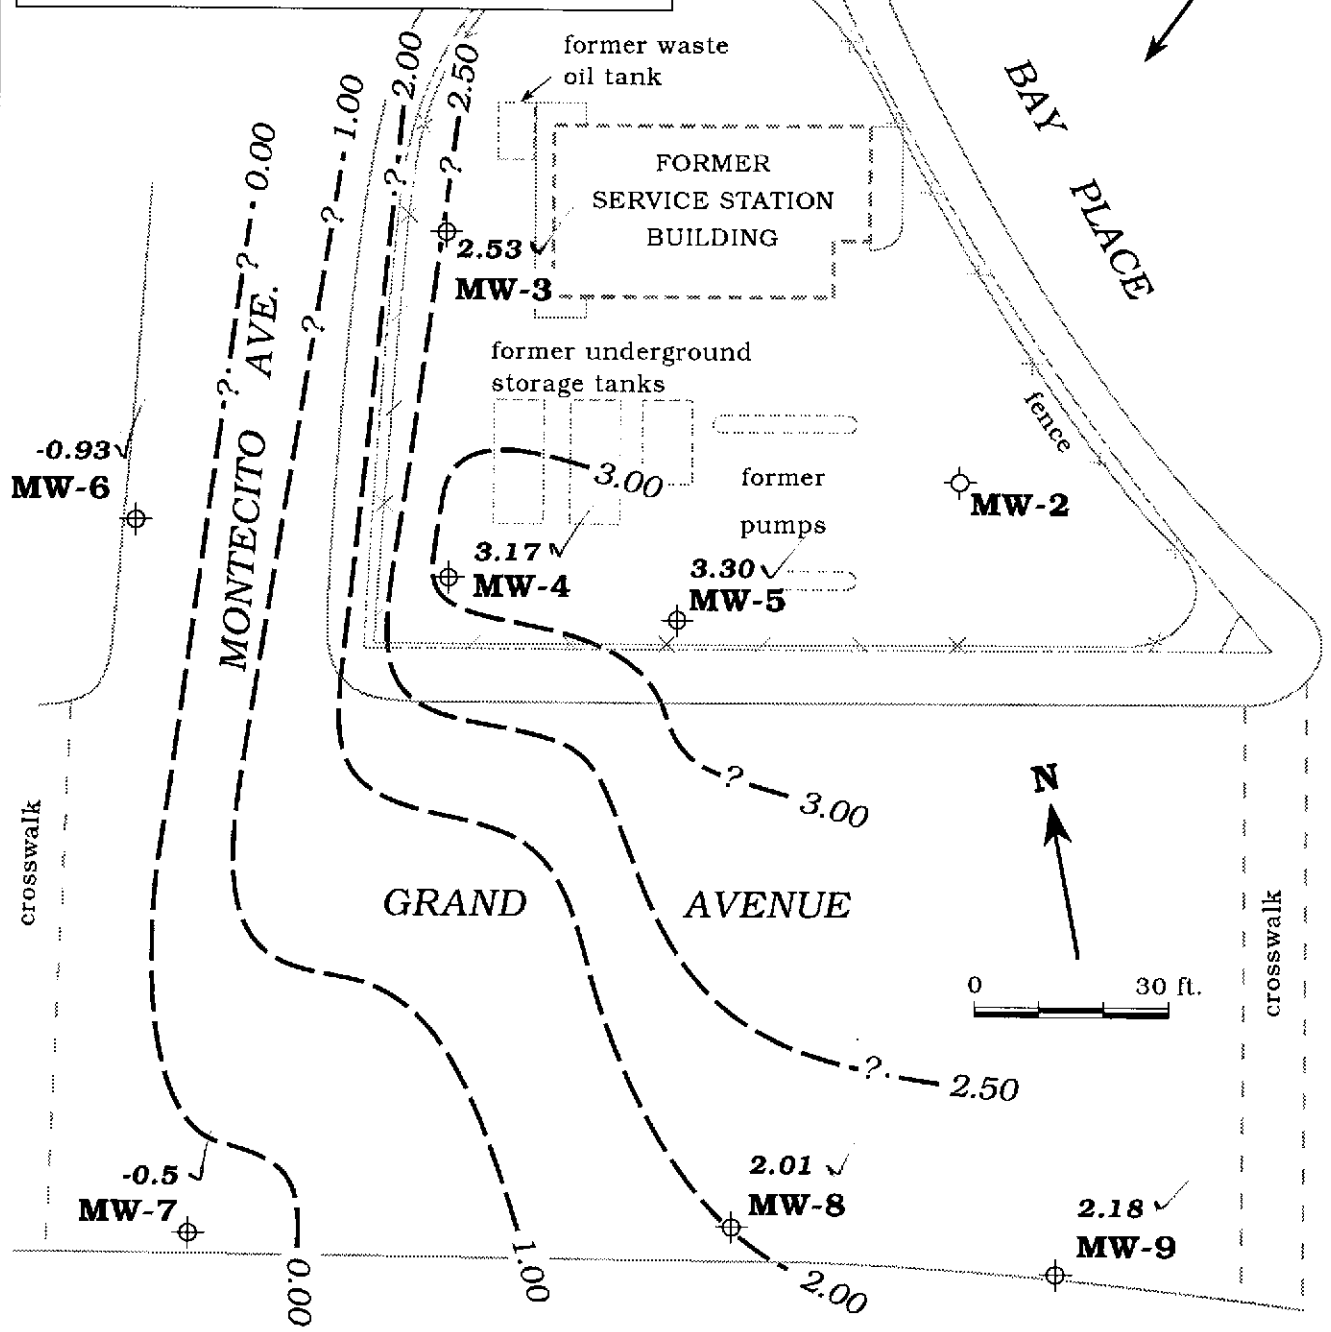 former waste
oil tank
BAY PLACE
2.00
2.50
1.00
0.00
?
?
?
?
?
?
?
FORMER
SERVICE STATION
BUILDING
2.53
MW-3
MONTECITO AVE.
former underground
storage tanks
fence
-0.93
MW-6
3.00
former
pumps
MW-2
3.17
MW-4
3.30
MW-5
?
3.00
N
crosswalk
GRAND AVENUE
crosswalk
0 30 ft.
?
2.50
-0.5
MW-7
2.01
MW-8
2.18
MW-9
0.00
1.00
2.00